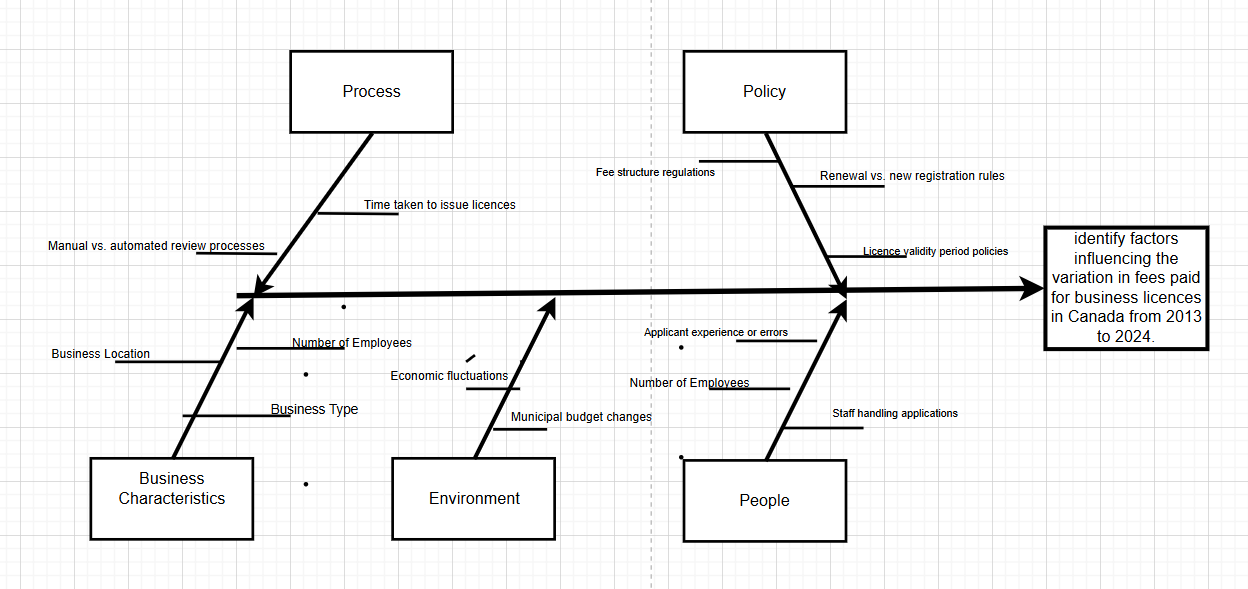 Process
Policy
Fee structure regulations
Renewal vs. new registration rules
Time taken to issue licences
Manual vs. automated review processes
Licence validity period policies
identify factors
influencing the
variation in fees paid
for business licences
in Canada from 2013
to 2024.
Business Location
Number of Employees
Business Type
Economic fluctuations
Municipal budget changes
Applicant experience or errors
Number of Employees
Staff handling applications
Business
Characteristics
Environment
People